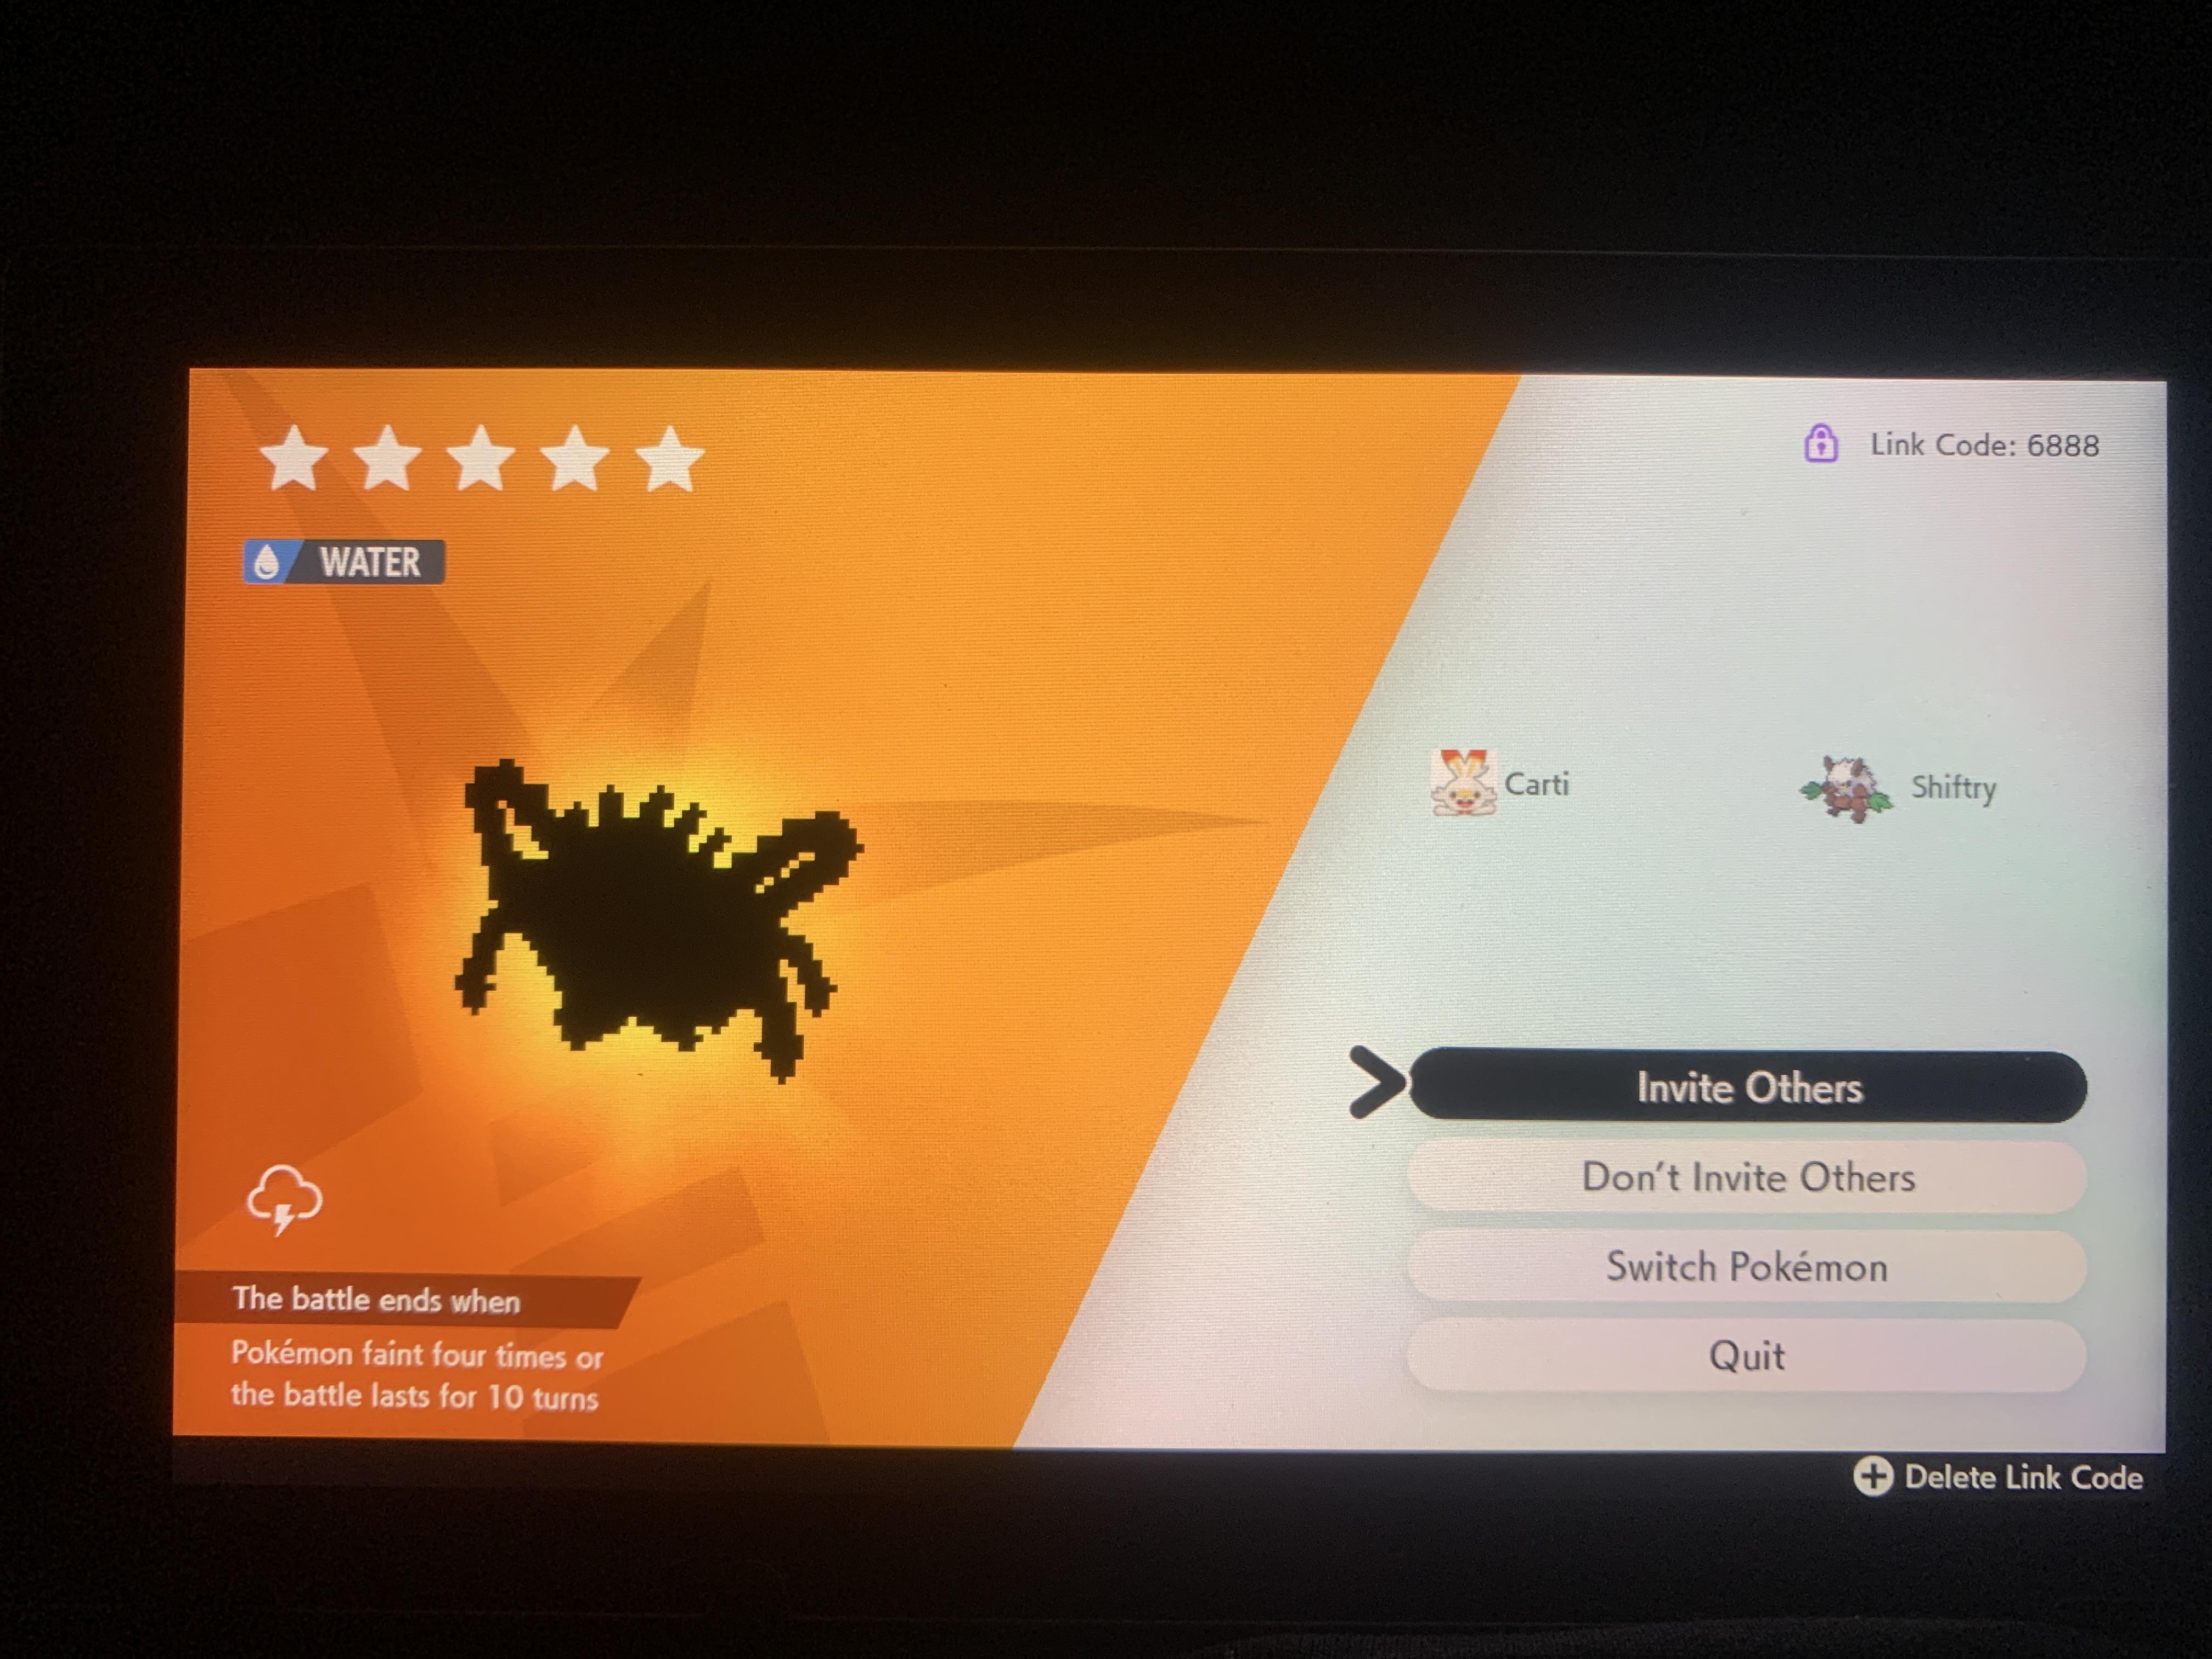 WATER
Link Code: 6888
Carti
Shiftry
Invite Others
Don't Invite Others
Switch Pokémon
Quit
The battle ends when
Pokémon faint four times or
the battle lasts for 10 turns
Delete Link Code